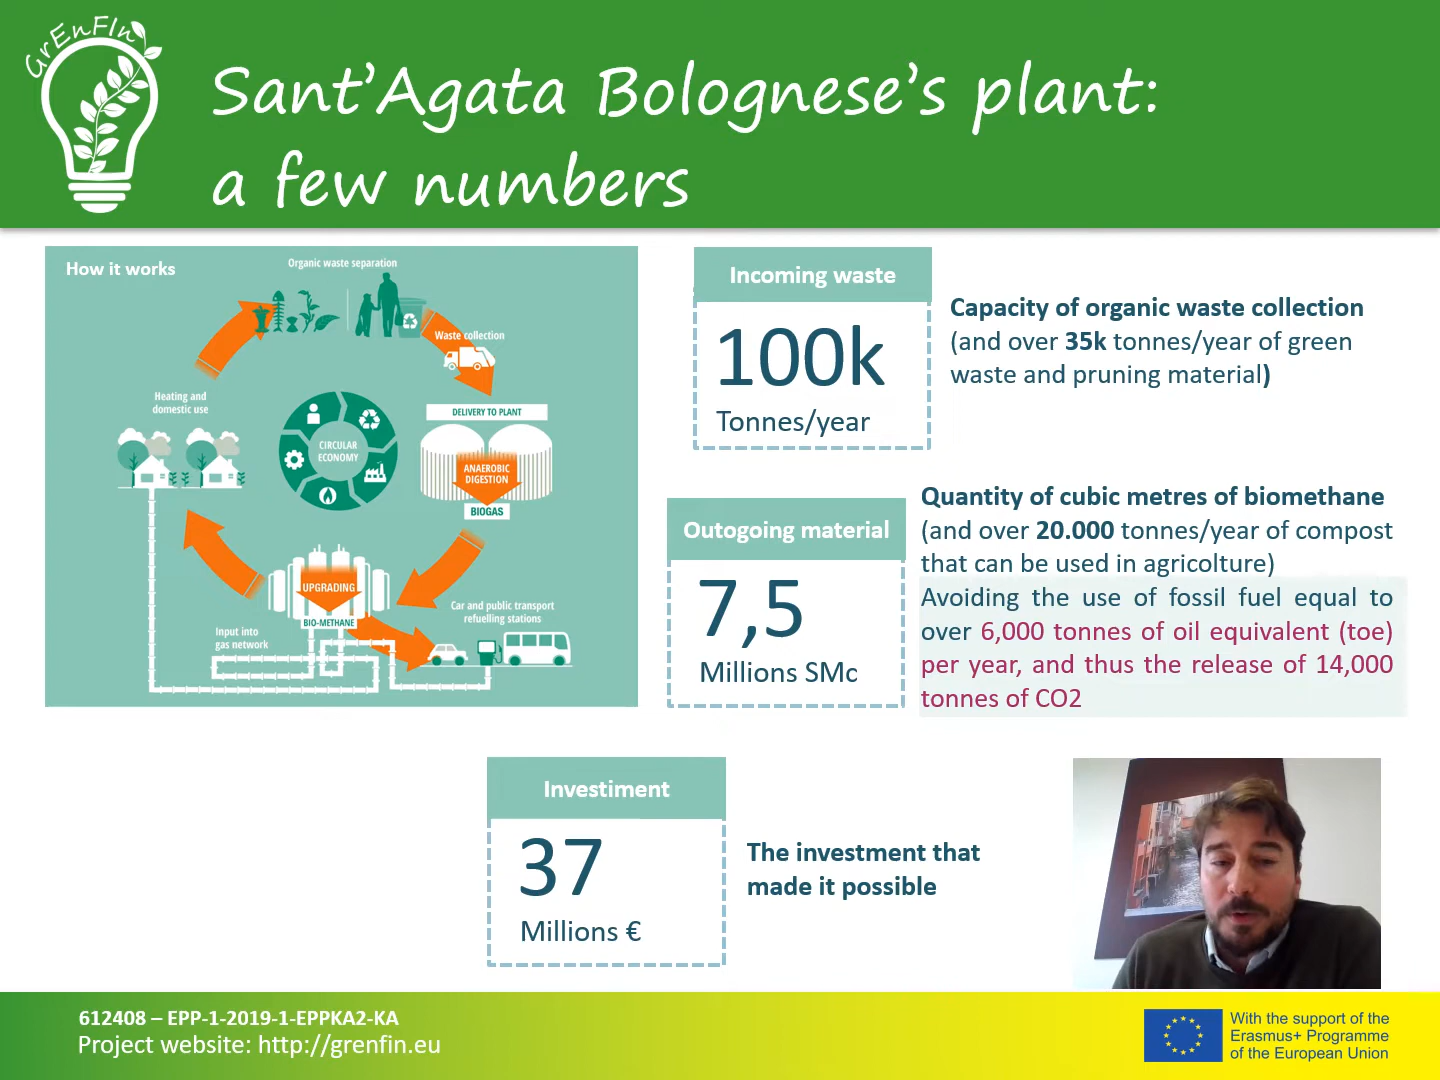 GrEnFIn
Sant’Agata Bolognese’s plant:
a few numbers
How it works
Organic waste separation
Waste collection
DELIVERY TO PLANT
ANAEROBIC
DIGESTION
BIOGAS
Heating and
domestic use
CIRCULAR
ECONOMY
UPGRADING
BIO-METHANE
Input into
gas network
Car and public transport
refuelling stations
Incoming waste
100k
Tonnes/year
Capacity of organic waste collection
(and over 35k tonnes/year of green
waste and pruning material)
Outogoing material
7,5
Millions SMc
Quantity of cubic metres of biomethane
(and over 20.000 tonnes/year of compost
that can be used in agricolture)
Avoiding the use of fossil fuel equal to
over 6,000 tonnes of oil equivalent (toe)
per year, and thus the release of 14,000
tonnes of CO2
Investiment
37
Millions €
The investment that
made it possible
612408 – EPP-1-2019-1-EPPKA2-KA
Project website: http://grenfin.eu
With the support of the
Erasmus+ Programme
of the European Union